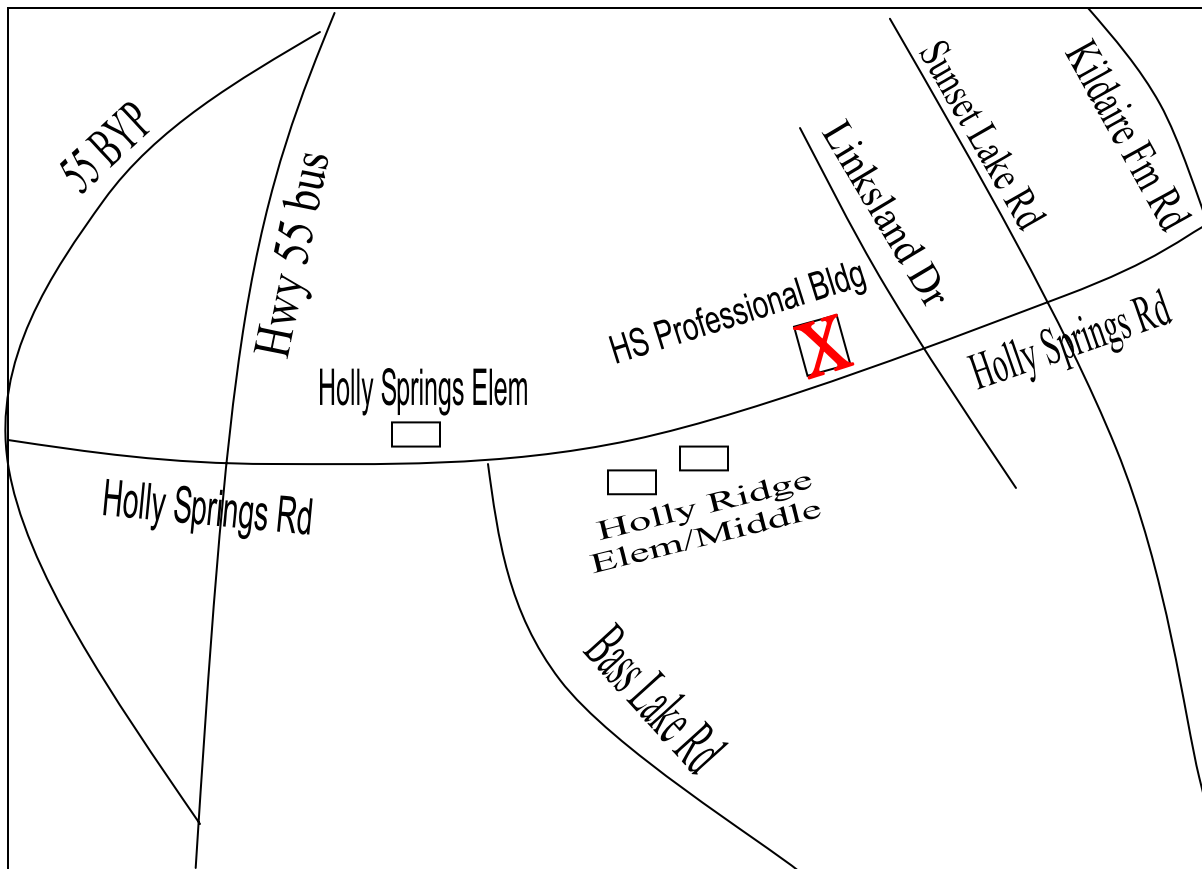 Sunset Lake Rd
Kildaire Fm Rd
55 BYP
Linksland Dr
Hwy 55 bus
HS Professional Bldg
X
Holly Springs Rd
Holly Springs Elem
Holly Springs Rd
Holly Ridge
Elem/Middle
Bass Lake Rd